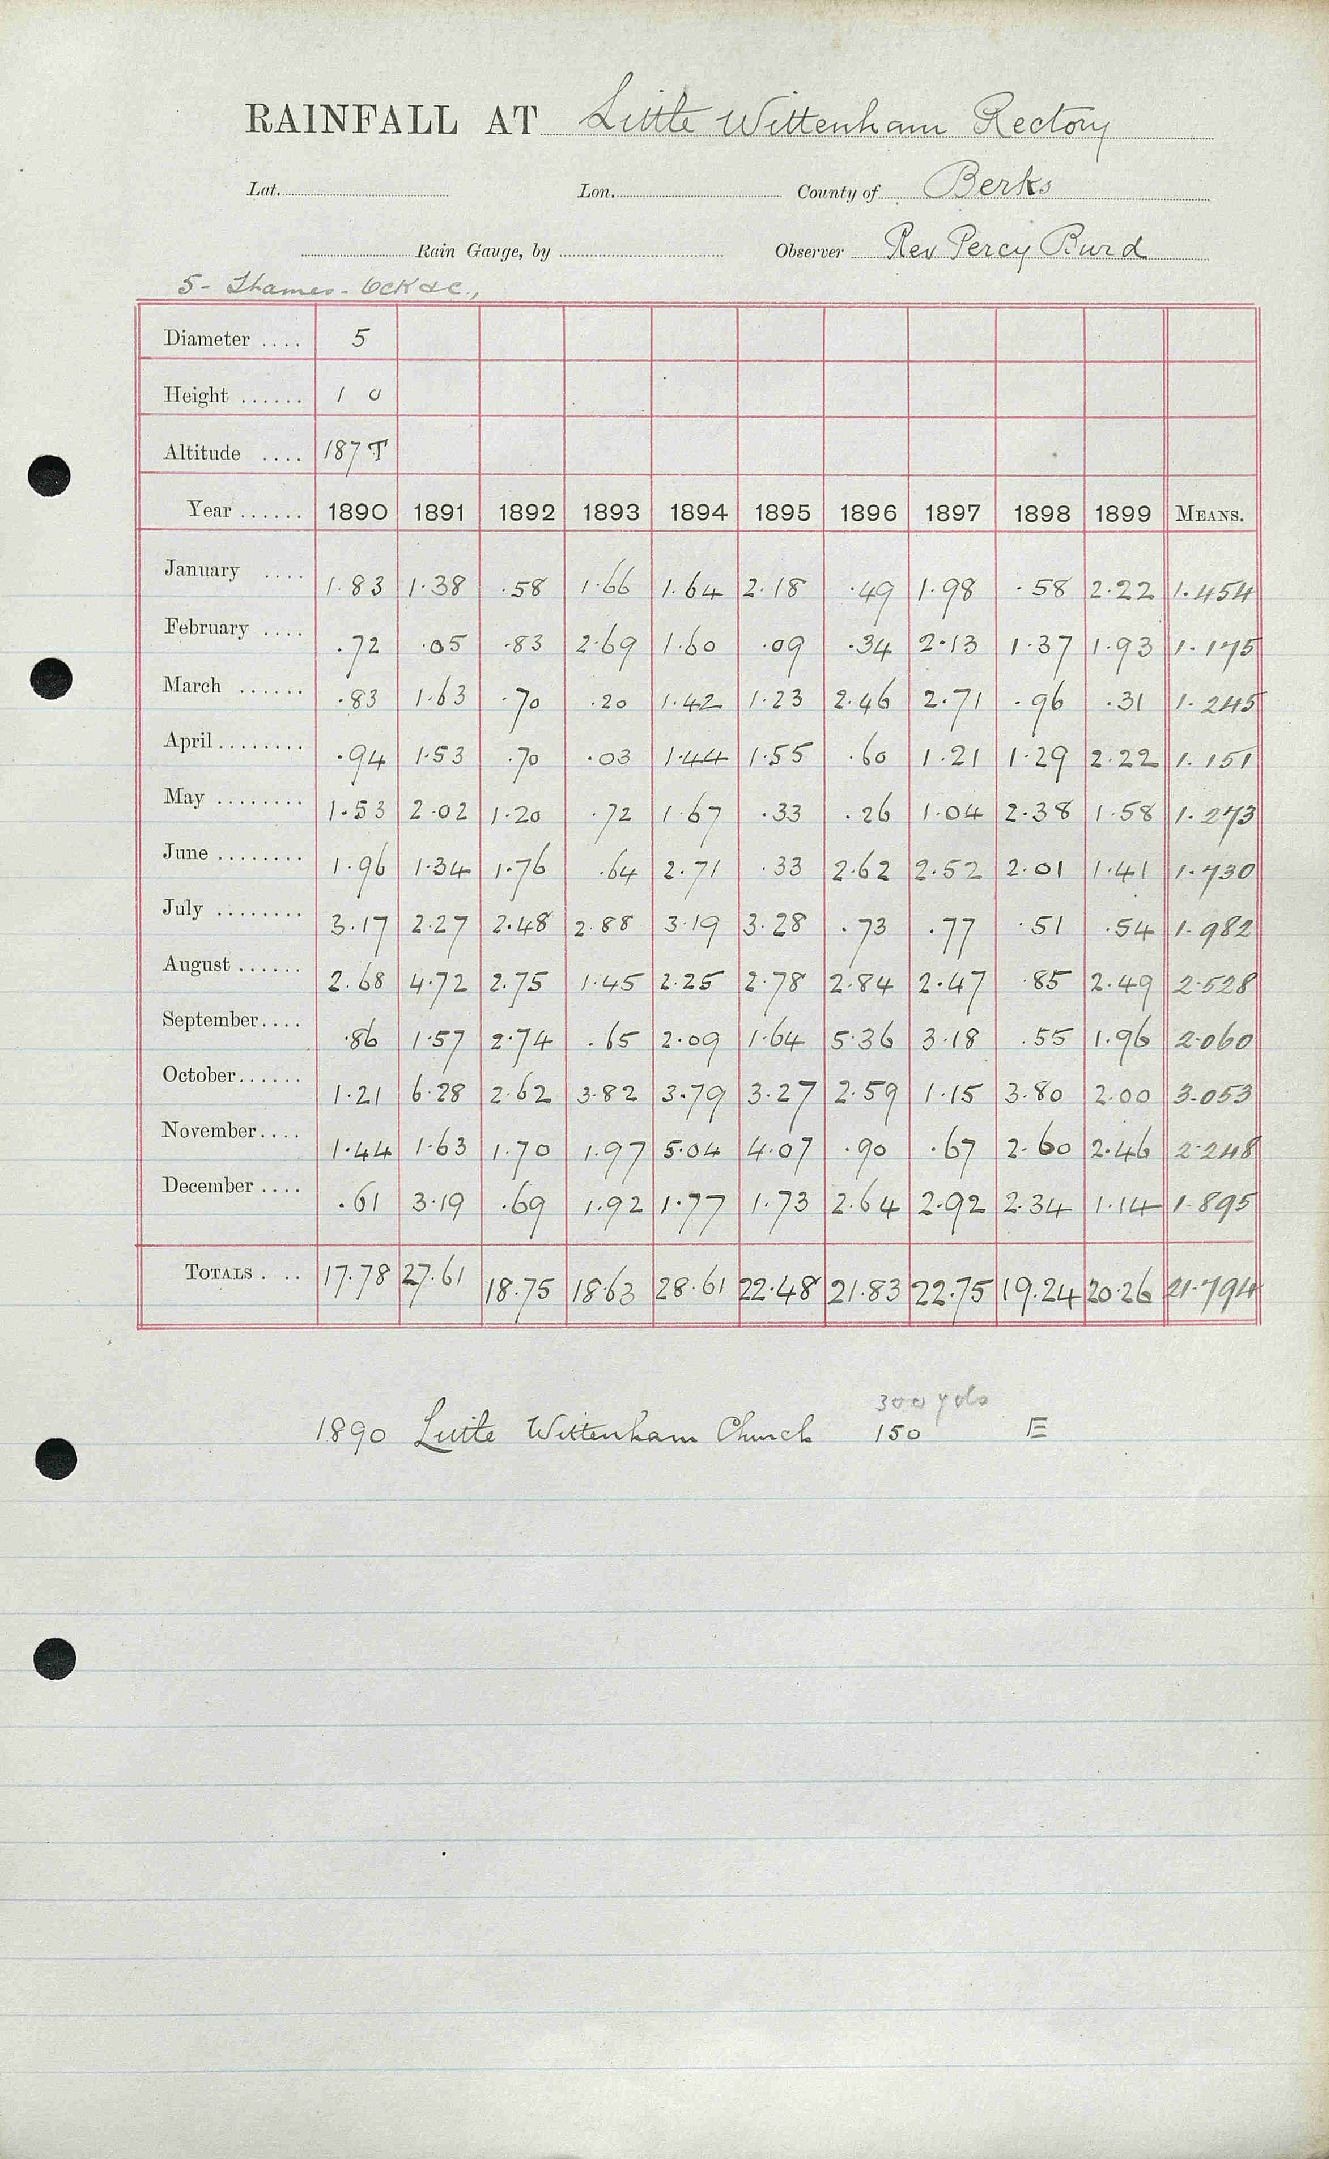 RAINFALL AT Little Wittenham Rectory
Lat. Lon. County of Berks
Rain Gauge, by Observer Rev Percy Burd
5 - Thames - Ock &c.,
Diameter .... 5
Height ...... 1 0
Altitude .... 187 T
Year ...... 1890 1891 1892 1893 1894 1895 1896 1897 1898 1899 MEANS.
January .... 1.83 1.38 .58 1.66 1.64 2.18 .49 1.98 .58 2.22 1.454
February .... .72 .05 .83 2.69 1.60 .09 .34 2.13 1.37 1.93 1.175
March ...... .83 1.63 .70 .20 1.42 1.23 2.46 2.71 .96 .31 1.245
April ........ .94 1.53 .70 .03 1.44 1.55 .60 1.21 1.29 2.22 1.151
May ........ 1.53 2.02 1.20 .72 1.67 .33 .26 1.04 2.38 1.58 1.273
June ........ 1.96 1.34 1.76 .64 2.71 .33 2.62 2.52 2.01 1.41 1.730
July ........ 3.17 2.27 2.48 2.88 3.19 3.28 .73 .77 .51 .54 1.982
August ...... 2.68 4.72 2.75 1.45 2.25 2.78 2.84 2.47 .85 2.49 2.528
September .... .86 1.57 2.74 .65 2.09 1.64 5.36 3.18 .55 1.96 2.060
October ...... 1.21 6.28 2.62 3.82 3.79 3.27 2.59 1.15 3.80 2.00 3.053
November .... 1.44 1.63 1.70 1.97 5.04 4.07 .90 .67 2.60 2.46 2.248
December .... .61 3.19 .69 1.92 1.77 1.73 2.64 2.92 2.34 1.14 1.895
TOTALS .... 17.78 27.61 18.75 18.63 28.61 22.48 21.83 22.75 19.24 20.26 21.794
300 yds
1890 Little Wittenham Church 150 E